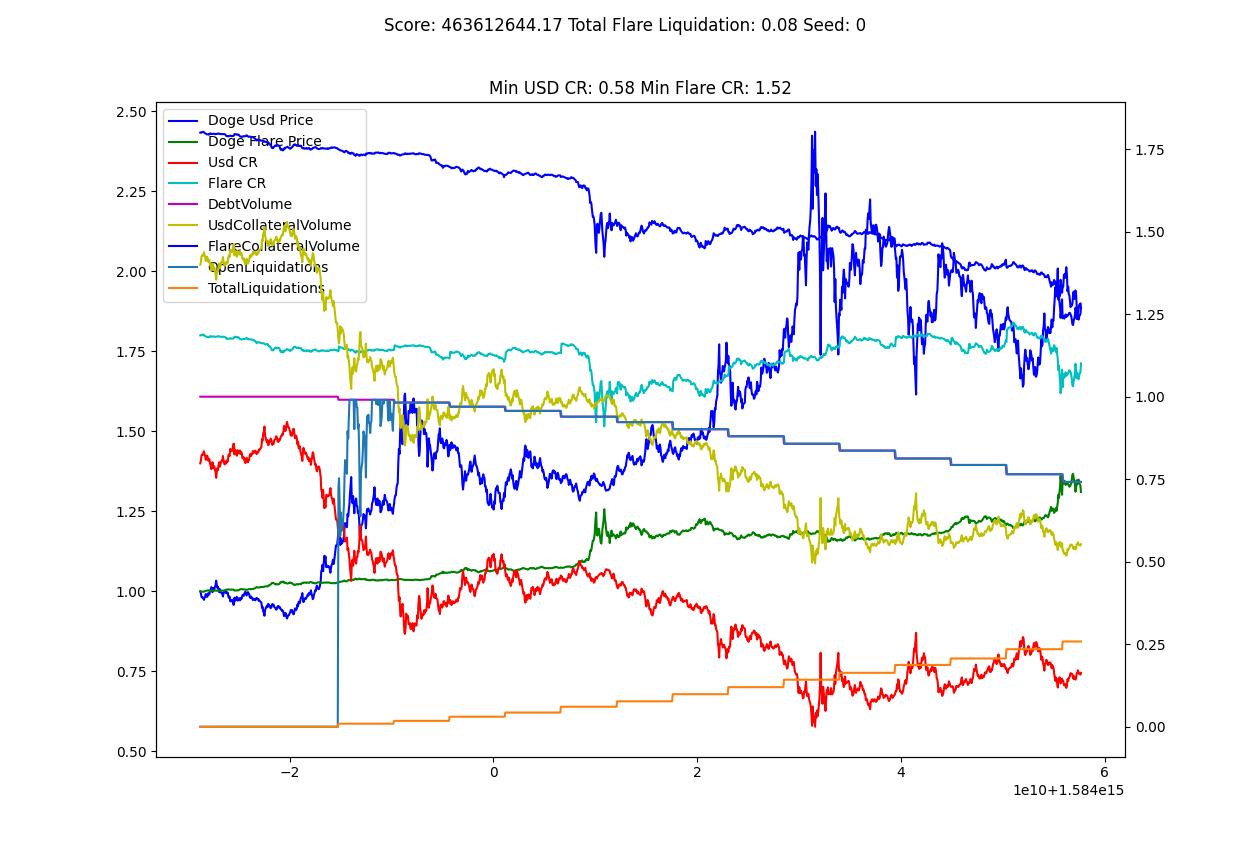 Score: 463612644.17 Total Flare Liquidation: 0.08 Seed: 0
Min USD CR: 0.58 Min Flare CR: 1.52
Doge Usd Price
Doge Flare Price
Usd CR
Flare CR
DebtVolume
UsdCollateralVolume
FlareCollateralVolume
OpenLiquidations
TotalLiquidations
2.50
2.25
2.00
1.75
1.50
1.25
1.00
0.75
0.50
1.75
1.50
1.25
1.00
0.75
0.50
0.25
0.00
−2 0 2 4 6
1e10+1.584e15